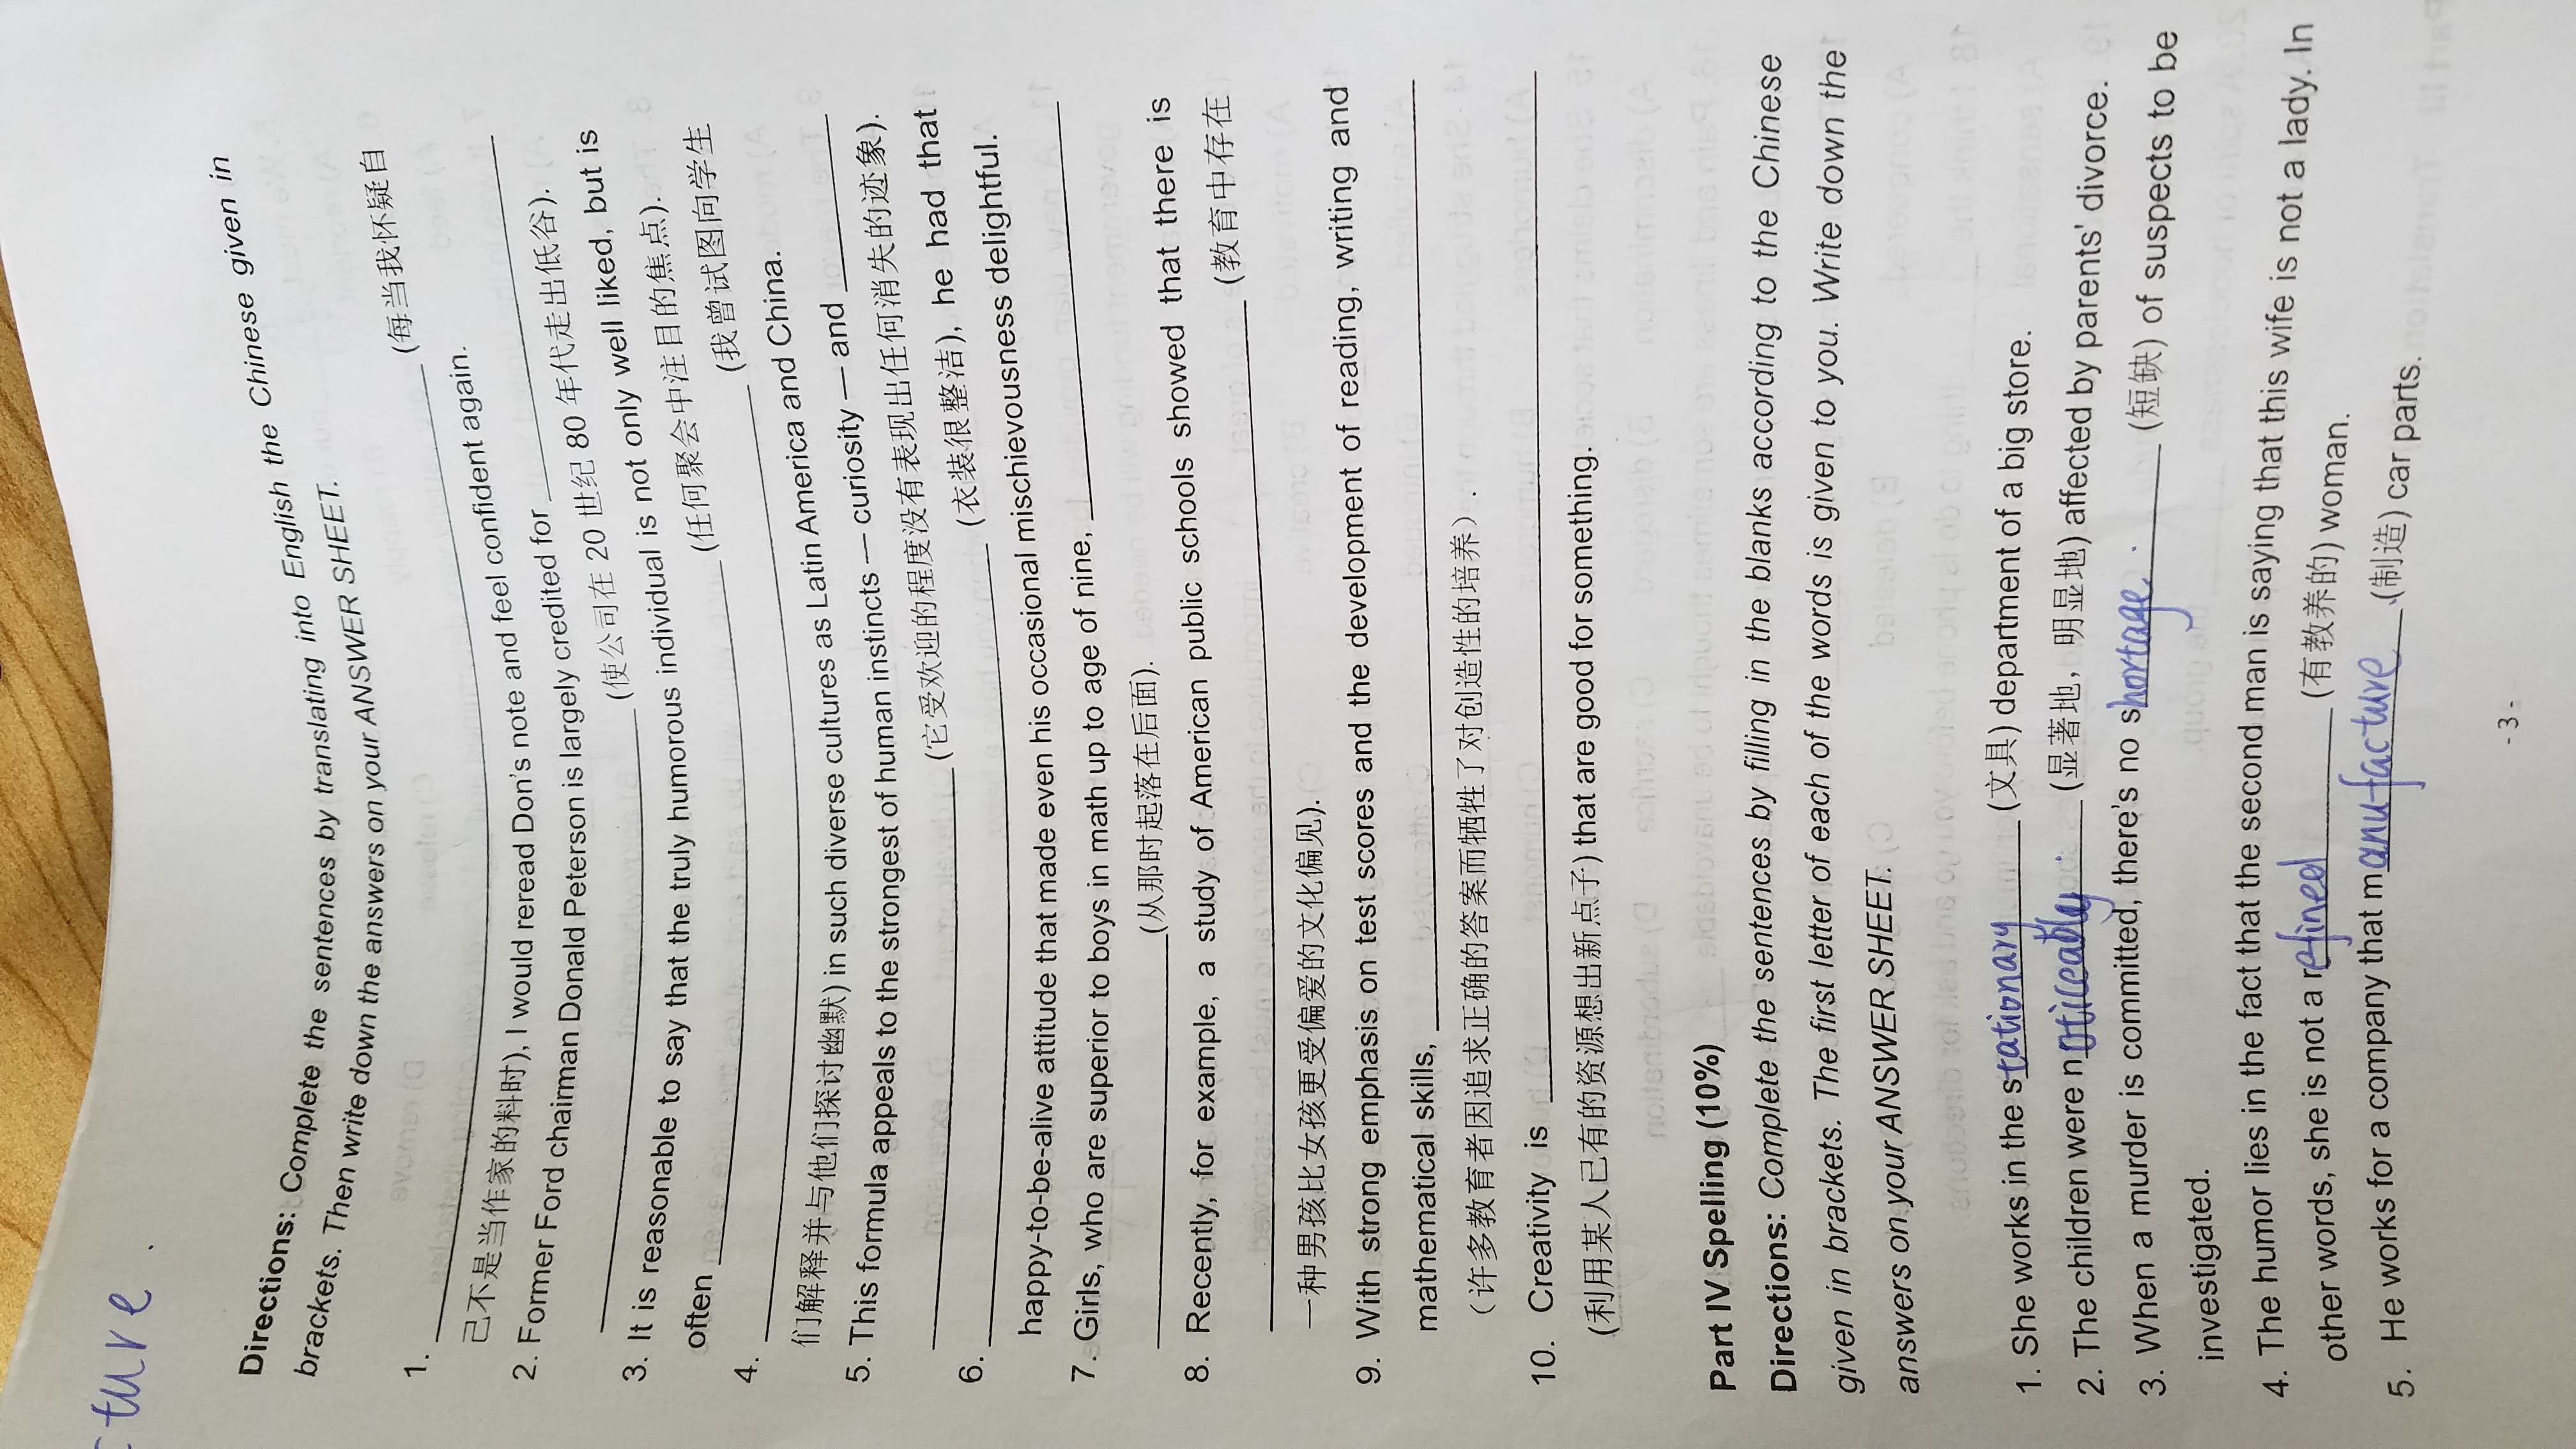 cture.
Directions: Complete the sentences by translating into English the Chinese given in
brackets. Then write down the answers on your ANSWER SHEET.
1. ____ (每当我怀疑自
己不是当作家的料时), I would reread Don's note and feel confident again.
2. Former Ford chairman Donald Peterson is largely credited for ____
____ (使公司在 20 世纪 80 年代走出低谷).
3. It is reasonable to say that the truly humorous individual is not only well liked, but is
often ____ (任何聚会中注目的焦点).
4. ____ (我曾试图向学生
们解释并与他们探讨幽默) in such diverse cultures as Latin America and China.
5. This formula appeals to the strongest of human instincts — curiosity — and ____
____ (它受欢迎的程度没有表现出任何消失的迹象).
6. ____ (衣装很整洁), he had that
happy-to-be-alive attitude that made even his occasional mischievousness delightful.
7. Girls, who are superior to boys in math up to age of nine, ____
____ (从那时起落在后面).
8. Recently, for example, a study of American public schools showed that there is
____ (教育中存在
一种男孩比女孩更受偏爱的文化偏见).
9. With strong emphasis on test scores and the development of reading, writing and
mathematical skills, ____
（许多教育者因追求正确的答案而牺牲了对创造性的培养）.
10. Creativity is ____
(利用某人已有的资源想出新点子) that are good for something.
Part IV Spelling (10%)
Directions: Complete the sentences by filling in the blanks according to the Chinese
given in brackets. The first letter of each of the words is given to you. Write down the
answers on your ANSWER SHEET.
1. She works in the stationary (文具) department of a big store.
2. The children were noticeably (显著地，明显地) affected by parents' divorce.
3. When a murder is committed, there's no shortage (短缺) of suspects to be
investigated.
4. The humor lies in the fact that the second man is saying that this wife is not a lady. In
other words, she is not a refined (有教养的) woman.
5. He works for a company that manufacture (制造) car parts.
- 3 -